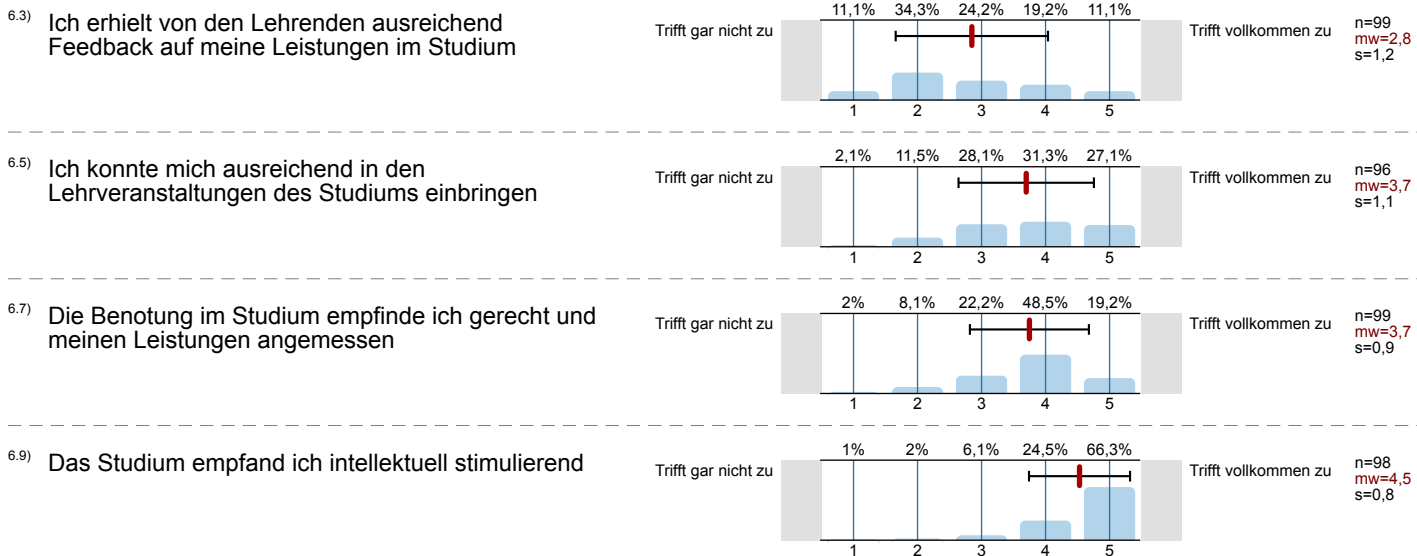 6.3) Ich erhielt von den Lehrenden ausreichend
Feedback auf meine Leistungen im Studium
Trifft gar nicht zu
11,1% 34,3% 24,2% 19,2% 11,1%
1 2 3 4 5
Trifft vollkommen zu
n=99
mw=2,8
s=1,2
6.5) Ich konnte mich ausreichend in den
Lehrveranstaltungen des Studiums einbringen
Trifft gar nicht zu
2,1% 11,5% 28,1% 31,3% 27,1%
1 2 3 4 5
Trifft vollkommen zu
n=96
mw=3,7
s=1,1
6.7) Die Benotung im Studium empfinde ich gerecht und
meinen Leistungen angemessen
Trifft gar nicht zu
2% 8,1% 22,2% 48,5% 19,2%
1 2 3 4 5
Trifft vollkommen zu
n=99
mw=3,7
s=0,9
6.9) Das Studium empfand ich intellektuell stimulierend
Trifft gar nicht zu
1% 2% 6,1% 24,5% 66,3%
1 2 3 4 5
Trifft vollkommen zu
n=98
mw=4,5
s=0,8